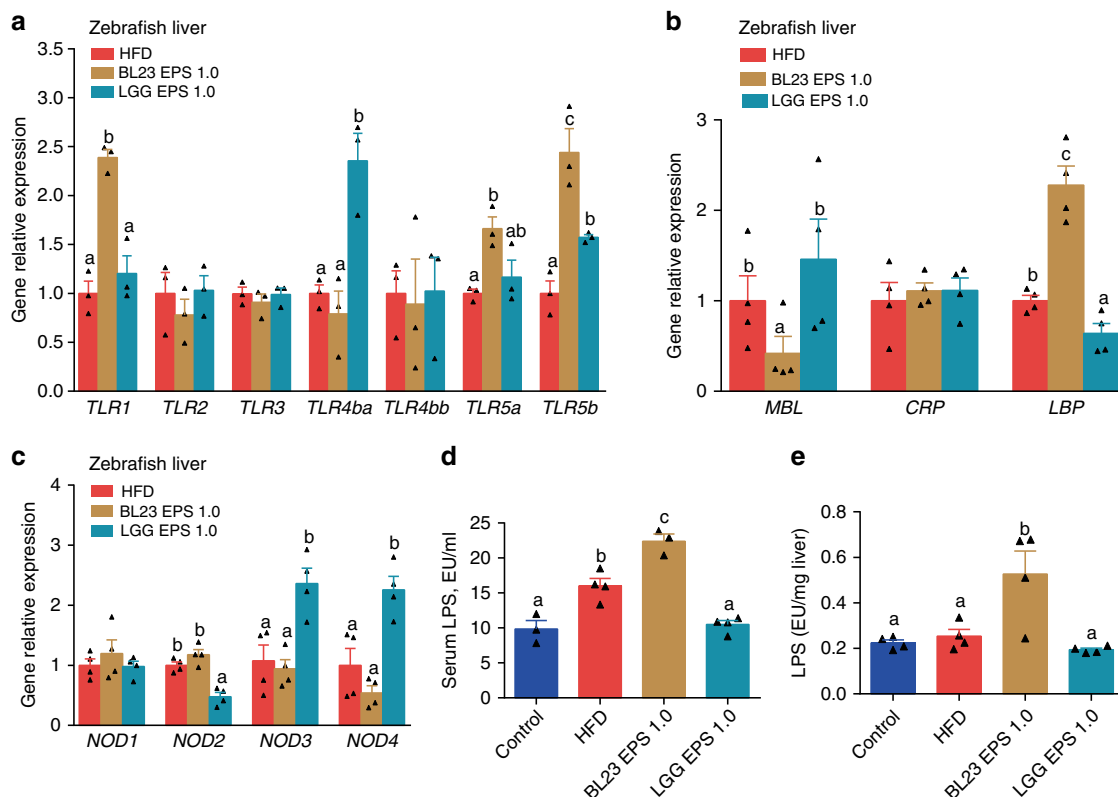 a
Zebrafish liver
HFD
BL23 EPS 1.0
LGG EPS 1.0
Gene relative expression
3.5
3.0
2.5
2.0
1.5
1.0
0.5
0.0
a b a
a a b
a b ab
a c b
TLR1 TLR2 TLR3 TLR4ba TLR4bb TLR5a TLR5b
b
Zebrafish liver
HFD
BL23 EPS 1.0
LGG EPS 1.0
Gene relative expression
3
2
1
0
b a b
b c a
MBL CRP LBP
c
Zebrafish liver
HFD
BL23 EPS 1.0
LGG EPS 1.0
Gene relative expression
4
3
2
1
0
b b a
a a b
a a b
NOD1 NOD2 NOD3 NOD4
d
Serum LPS, EU/ml
25
20
15
10
5
0
a b c a
Control HFD BL23 EPS 1.0 LGG EPS 1.0
e
LPS (EU/mg liver)
0.8
0.6
0.4
0.2
0.0
a a b a
Control HFD BL23 EPS 1.0 LGG EPS 1.0